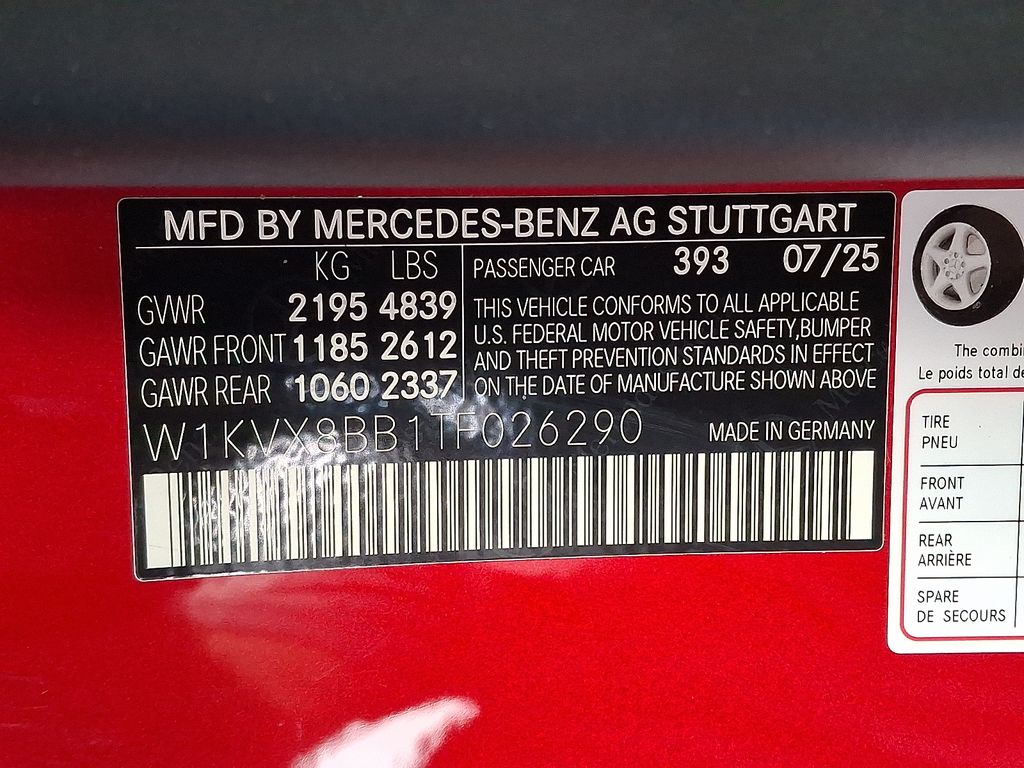 MFD BY MERCEDES-BENZ AG STUTTGART
KG LBS
GVWR 2195 4839
GAWR FRONT 1185 2612
GAWR REAR 1060 2337
PASSENGER CAR 393 07/25
THIS VEHICLE CONFORMS TO ALL APPLICABLE
U.S. FEDERAL MOTOR VEHICLE SAFETY,BUMPER
AND THEFT PREVENTION STANDARDS IN EFFECT
ON THE DATE OF MANUFACTURE SHOWN ABOVE
W1KVX8BB1TF026290 MADE IN GERMANY
The combi
Le poids total de
TIRE
PNEU
FRONT
AVANT
REAR
ARRIÈRE
SPARE
DE SECOURS